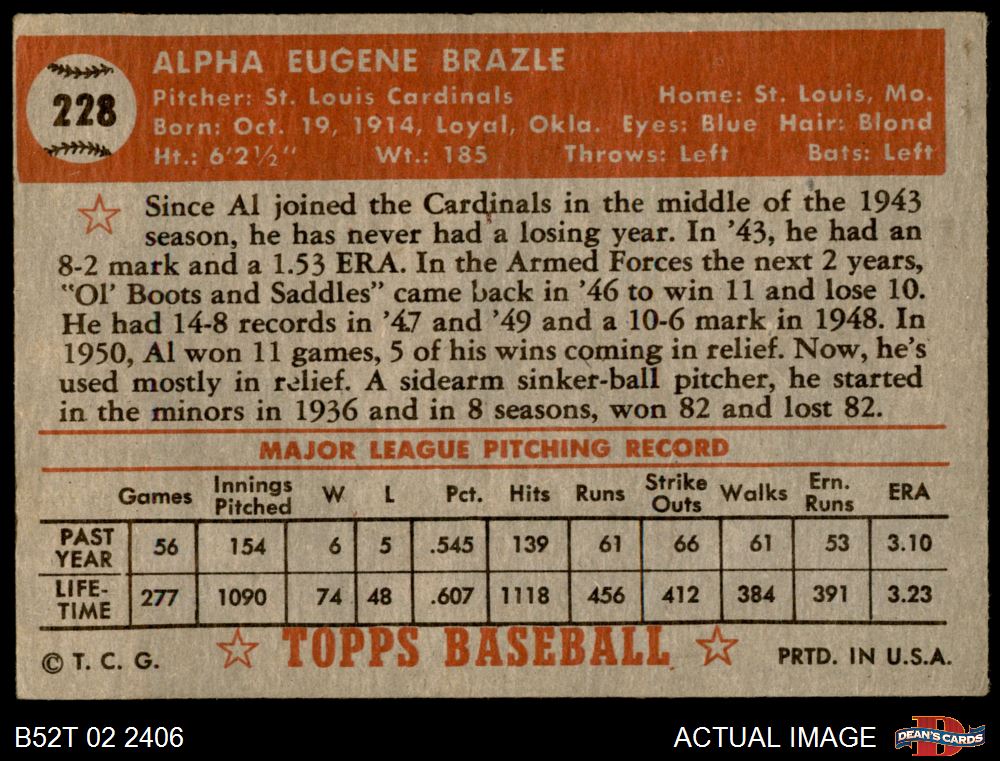 228
ALPHA EUGENE BRAZLE
Pitcher: St. Louis Cardinals Home: St. Louis, Mo.
Born: Oct. 19, 1914, Loyal, Okla. Eyes: Blue Hair: Blond
Ht.: 6'2½" Wt.: 185 Throws: Left Bats: Left
Since Al joined the Cardinals in the middle of the 1943
season, he has never had a losing year. In '43, he had an
8-2 mark and a 1.53 ERA. In the Armed Forces the next 2 years,
"Ol' Boots and Saddles" came back in '46 to win 11 and lose 10.
He had 14-8 records in '47 and '49 and a 10-6 mark in 1948. In
1950, Al won 11 games, 5 of his wins coming in relief. Now, he's
used mostly in relief. A sidearm sinker-ball pitcher, he started
in the minors in 1936 and in 8 seasons, won 82 and lost 82.
MAJOR LEAGUE PITCHING RECORD
Games Innings Pitched W L Pct. Hits Runs Strike Outs Walks Ern. Runs ERA
PAST YEAR 56 154 6 5 .545 139 61 66 61 53 3.10
LIFE-TIME 277 1090 74 48 .607 1118 456 412 384 391 3.23
© T. C. G. TOPPS BASEBALL PRTD. IN U.S.A.
B52T 02 2406 ACTUAL IMAGE DEAN'S CARDS